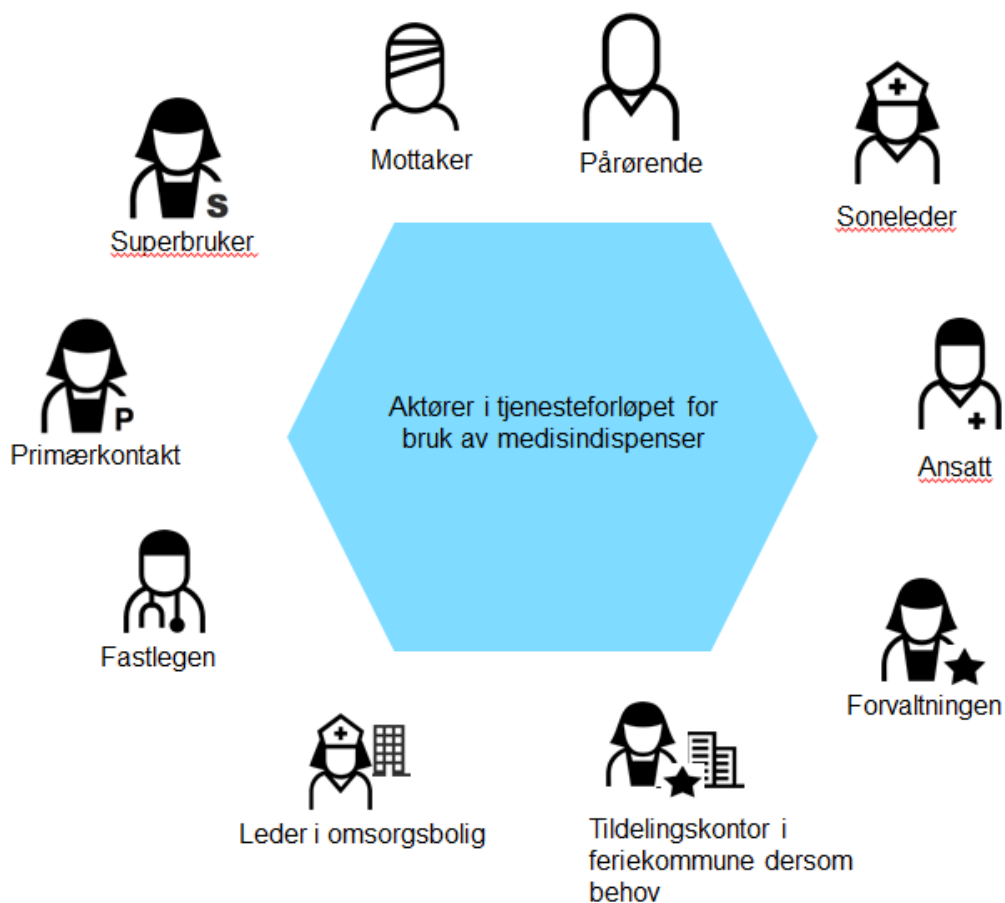 Mottaker
Pårørende
Soneleder
S
Superbruker
Aktører i tjenesteforløpet for
bruk av medisindispenser
P
Primærkontakt
Ansatt
Fastlegen
Forvaltningen
Leder i omsorgsbolig
Tildelingskontor i
feriekommune dersom
behov